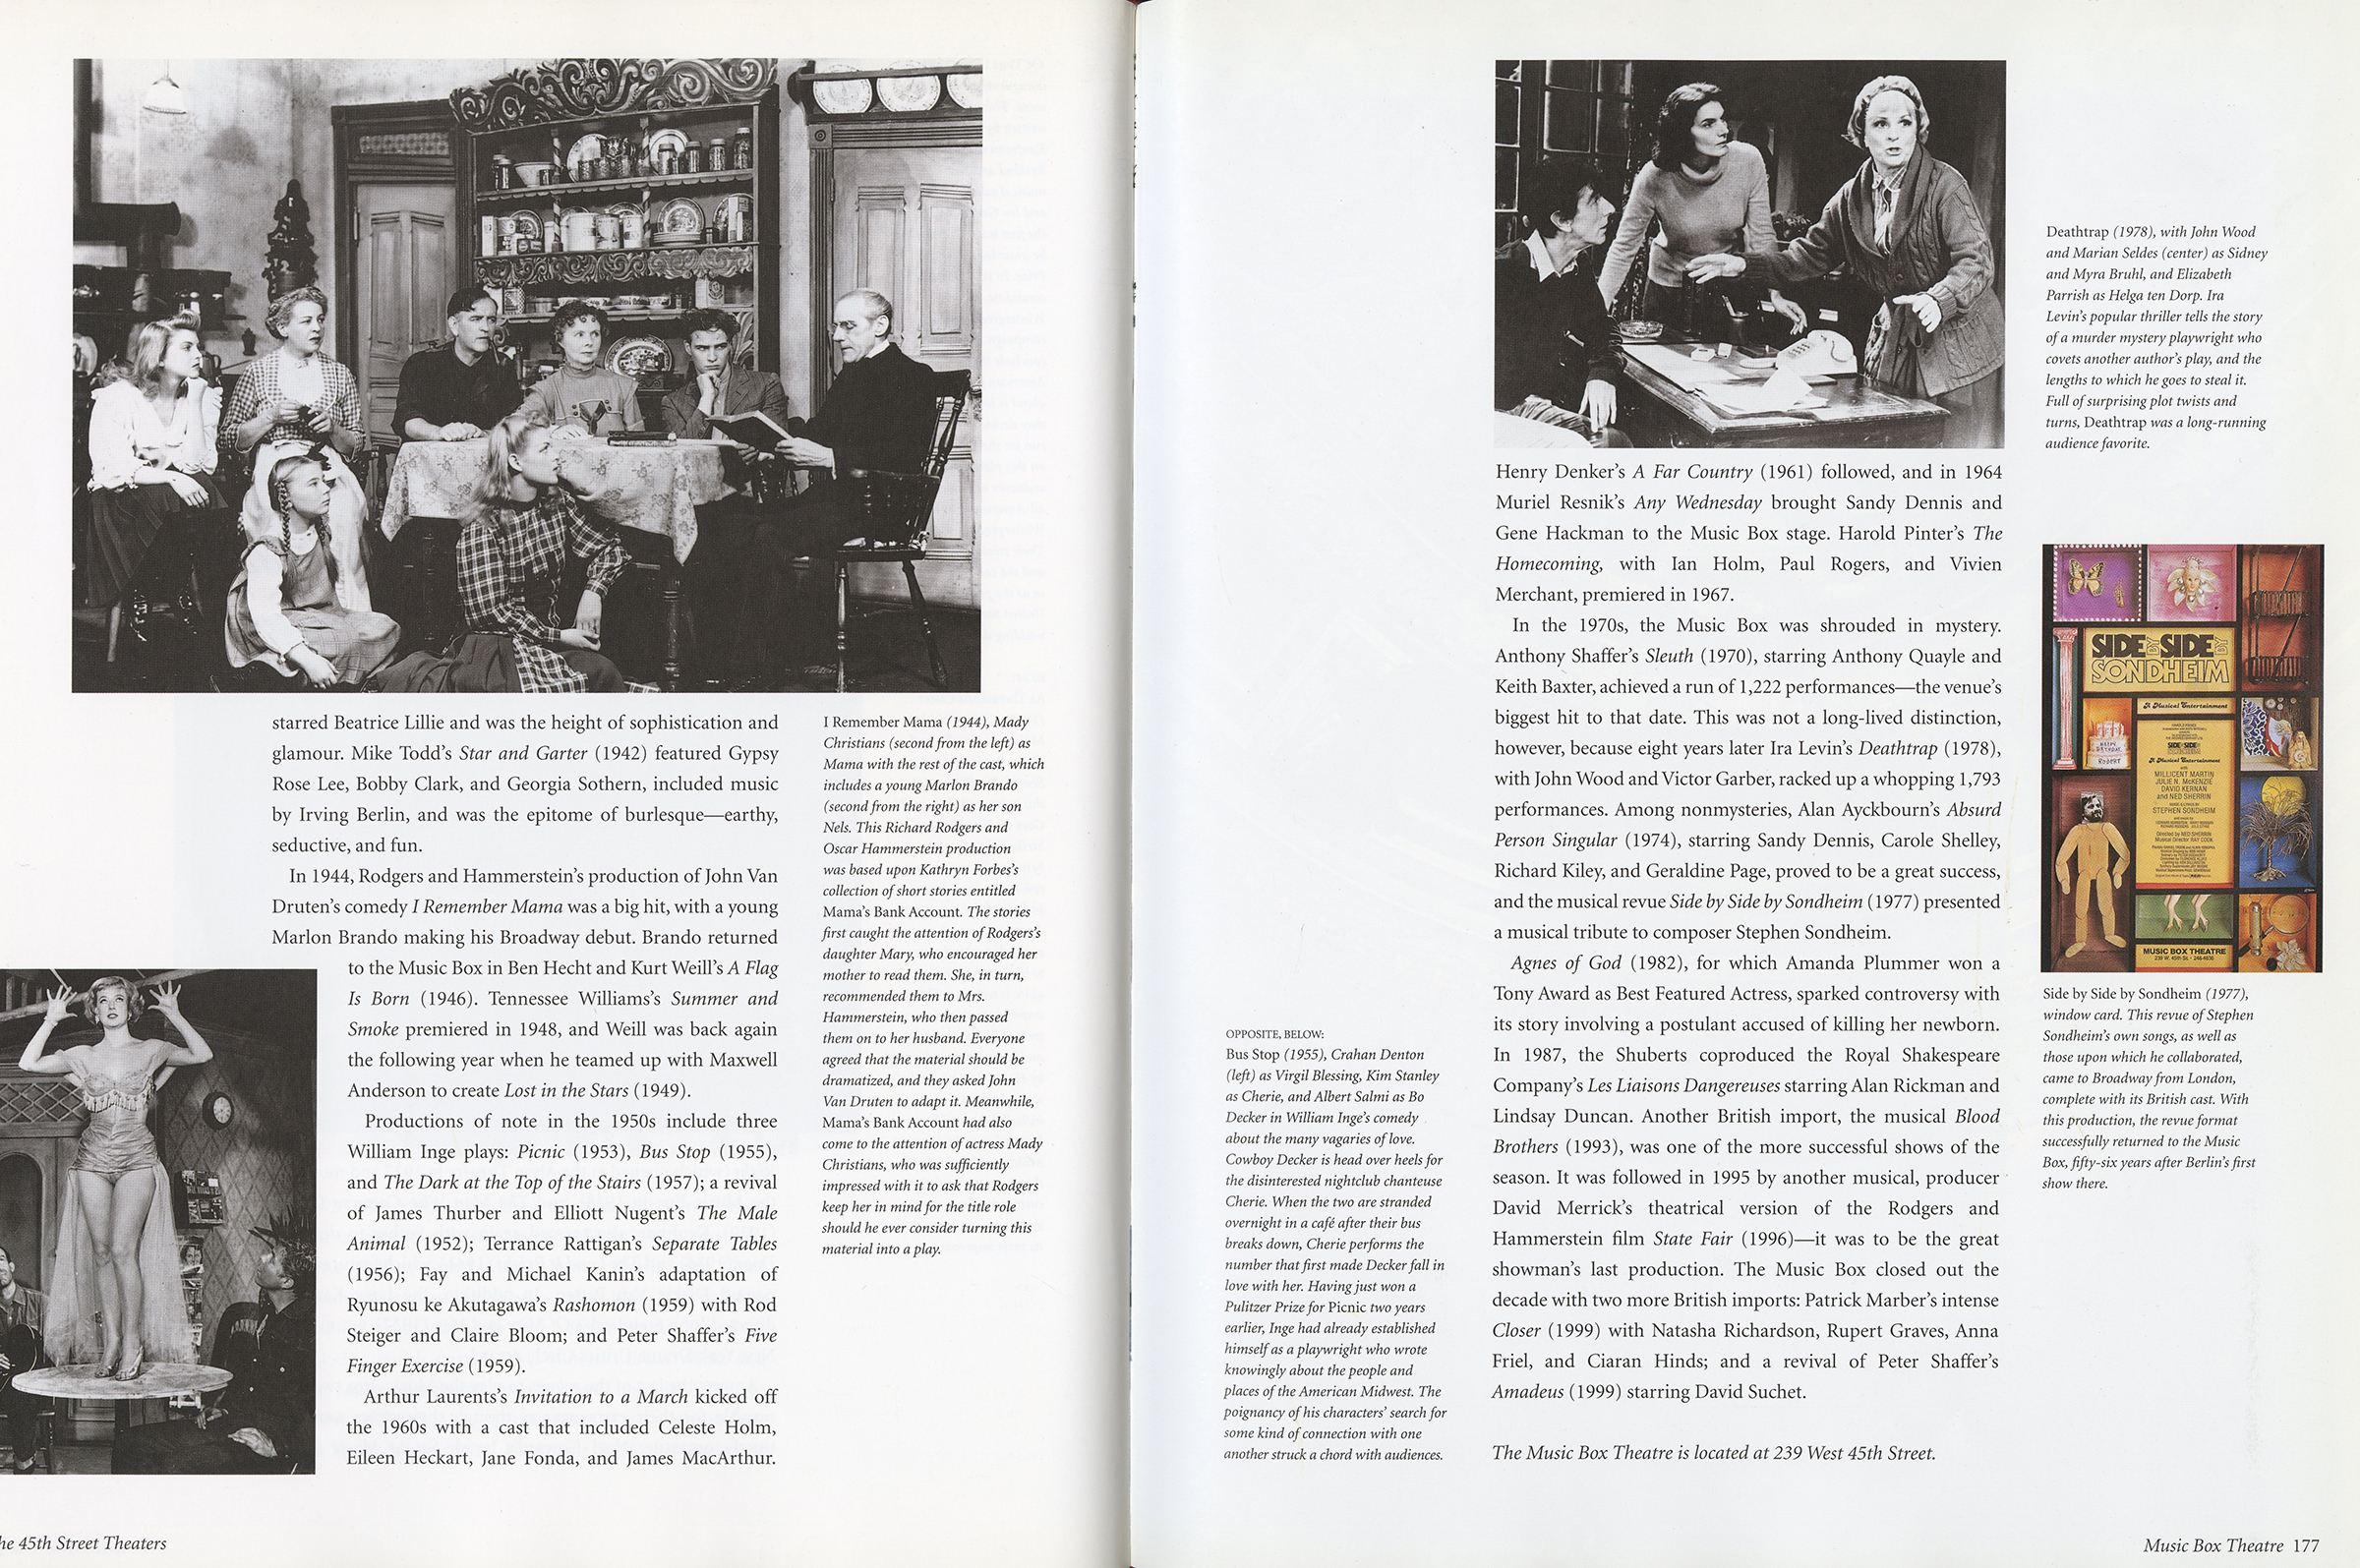 starred Beatrice Lillie and was the height of sophistication and
glamour. Mike Todd’s Star and Garter (1942) featured Gypsy
Rose Lee, Bobby Clark, and Georgia Sothern, included music
by Irving Berlin, and was the epitome of burlesque—earthy,
seductive, and fun.
In 1944, Rodgers and Hammerstein’s production of John Van
Druten’s comedy I Remember Mama was a big hit, with a young
Marlon Brando making his Broadway debut. Brando returned
to the Music Box in Ben Hecht and Kurt Weill’s A Flag
Is Born (1946). Tennessee Williams’s Summer and
Smoke premiered in 1948, and Weill was back again
the following year when he teamed up with Maxwell
Anderson to create Lost in the Stars (1949).
Productions of note in the 1950s include three
William Inge plays: Picnic (1953), Bus Stop (1955),
and The Dark at the Top of the Stairs (1957); a revival
of James Thurber and Elliott Nugent’s The Male
Animal (1952); Terrance Rattigan’s Separate Tables
(1956); Fay and Michael Kanin’s adaptation of
Ryunosu ke Akutagawa’s Rashomon (1959) with Rod
Steiger and Claire Bloom; and Peter Shaffer’s Five
Finger Exercise (1959).
Arthur Laurents’s Invitation to a March kicked off
the 1960s with a cast that included Celeste Holm,
Eileen Heckart, Jane Fonda, and James MacArthur.
I Remember Mama (1944), Mady
Christians (second from the left) as
Mama with the rest of the cast, which
includes a young Marlon Brando
(second from the right) as her son
Nels. This Richard Rodgers and
Oscar Hammerstein production
was based upon Kathryn Forbes’s
collection of short stories entitled
Mama’s Bank Account. The stories
first caught the attention of Rodgers’s
daughter Mary, who encouraged her
mother to read them. She, in turn,
recommended them to Mrs.
Hammerstein, who then passed
them on to her husband. Everyone
agreed that the material should be
dramatized, and they asked John
Van Druten to adapt it. Meanwhile,
Mama’s Bank Account had also
come to the attention of actress Mady
Christians, who was sufficiently
impressed with it to ask that Rodgers
keep her in mind for the title role
should he ever consider turning this
material into a play.
he 45th Street Theaters
OPPOSITE, BELOW:
Bus Stop (1955), Crahan Denton
(left) as Virgil Blessing, Kim Stanley
as Cherie, and Albert Salmi as Bo
Decker in William Inge’s comedy
about the many vagaries of love.
Cowboy Decker is head over heels for
the disinterested nightclub chanteuse
Cherie. When the two are stranded
overnight in a café after their bus
breaks down, Cherie performs the
number that first made Decker fall in
love with her. Having just won a
Pulitzer Prize for Picnic two years
earlier, Inge had already established
himself as a playwright who wrote
knowingly about the people and
places of the American Midwest. The
poignancy of his characters’ search for
some kind of connection with one
another struck a chord with audiences.
Henry Denker’s A Far Country (1961) followed, and in 1964
Muriel Resnik’s Any Wednesday brought Sandy Dennis and
Gene Hackman to the Music Box stage. Harold Pinter’s The
Homecoming, with Ian Holm, Paul Rogers, and Vivien
Merchant, premiered in 1967.
In the 1970s, the Music Box was shrouded in mystery.
Anthony Shaffer’s Sleuth (1970), starring Anthony Quayle and
Keith Baxter, achieved a run of 1,222 performances—the venue’s
biggest hit to that date. This was not a long-lived distinction,
however, because eight years later Ira Levin’s Deathtrap (1978),
with John Wood and Victor Garber, racked up a whopping 1,793
performances. Among nonmysteries, Alan Ayckbourn’s Absurd
Person Singular (1974), starring Sandy Dennis, Carole Shelley,
Richard Kiley, and Geraldine Page, proved to be a great success,
and the musical revue Side by Side by Sondheim (1977) presented
a musical tribute to composer Stephen Sondheim.
Agnes of God (1982), for which Amanda Plummer won a
Tony Award as Best Featured Actress, sparked controversy with
its story involving a postulant accused of killing her newborn.
In 1987, the Shuberts coproduced the Royal Shakespeare
Company’s Les Liaisons Dangereuses starring Alan Rickman and
Lindsay Duncan. Another British import, the musical Blood
Brothers (1993), was one of the more successful shows of the
season. It was followed in 1995 by another musical, producer
David Merrick’s theatrical version of the Rodgers and
Hammerstein film State Fair (1996)—it was to be the great
showman’s last production. The Music Box closed out the
decade with two more British imports: Patrick Marber’s intense
Closer (1999) with Natasha Richardson, Rupert Graves, Anna
Friel, and Ciaran Hinds; and a revival of Peter Shaffer’s
Amadeus (1999) starring David Suchet.
The Music Box Theatre is located at 239 West 45th Street.
Deathtrap (1978), with John Wood
and Marian Seldes (center) as Sidney
and Myra Bruhl, and Elizabeth
Parrish as Helga ten Dorp. Ira
Levin’s popular thriller tells the story
of a murder mystery playwright who
covets another author’s play, and the
lengths to which he goes to steal it.
Full of surprising plot twists and
turns, Deathtrap was a long-running
audience favorite.
SIDE BY SIDE BY
SONDHEIM
A Musical Entertainment
SIDE BY SIDE
A Musical Entertainment
with
MILLICENT MARTIN
JULIE N. McKENZIE
DAVID KERNAN
and NED SHERRIN
STEPHEN SONDHEIM
Directed by NED SHERRIN
Musical Director RAY COOK
HAPPY
BIRTHDAY
ROBERT
MUSIC BOX THEATRE
239 W. 45th St. • 246-4636
Side by Side by Sondheim (1977),
window card. This revue of Stephen
Sondheim’s own songs, as well as
those upon which he collaborated,
came to Broadway from London,
complete with its British cast. With
this production, the revue format
successfully returned to the Music
Box, fifty-six years after Berlin’s first
show there.
Music Box Theatre 177